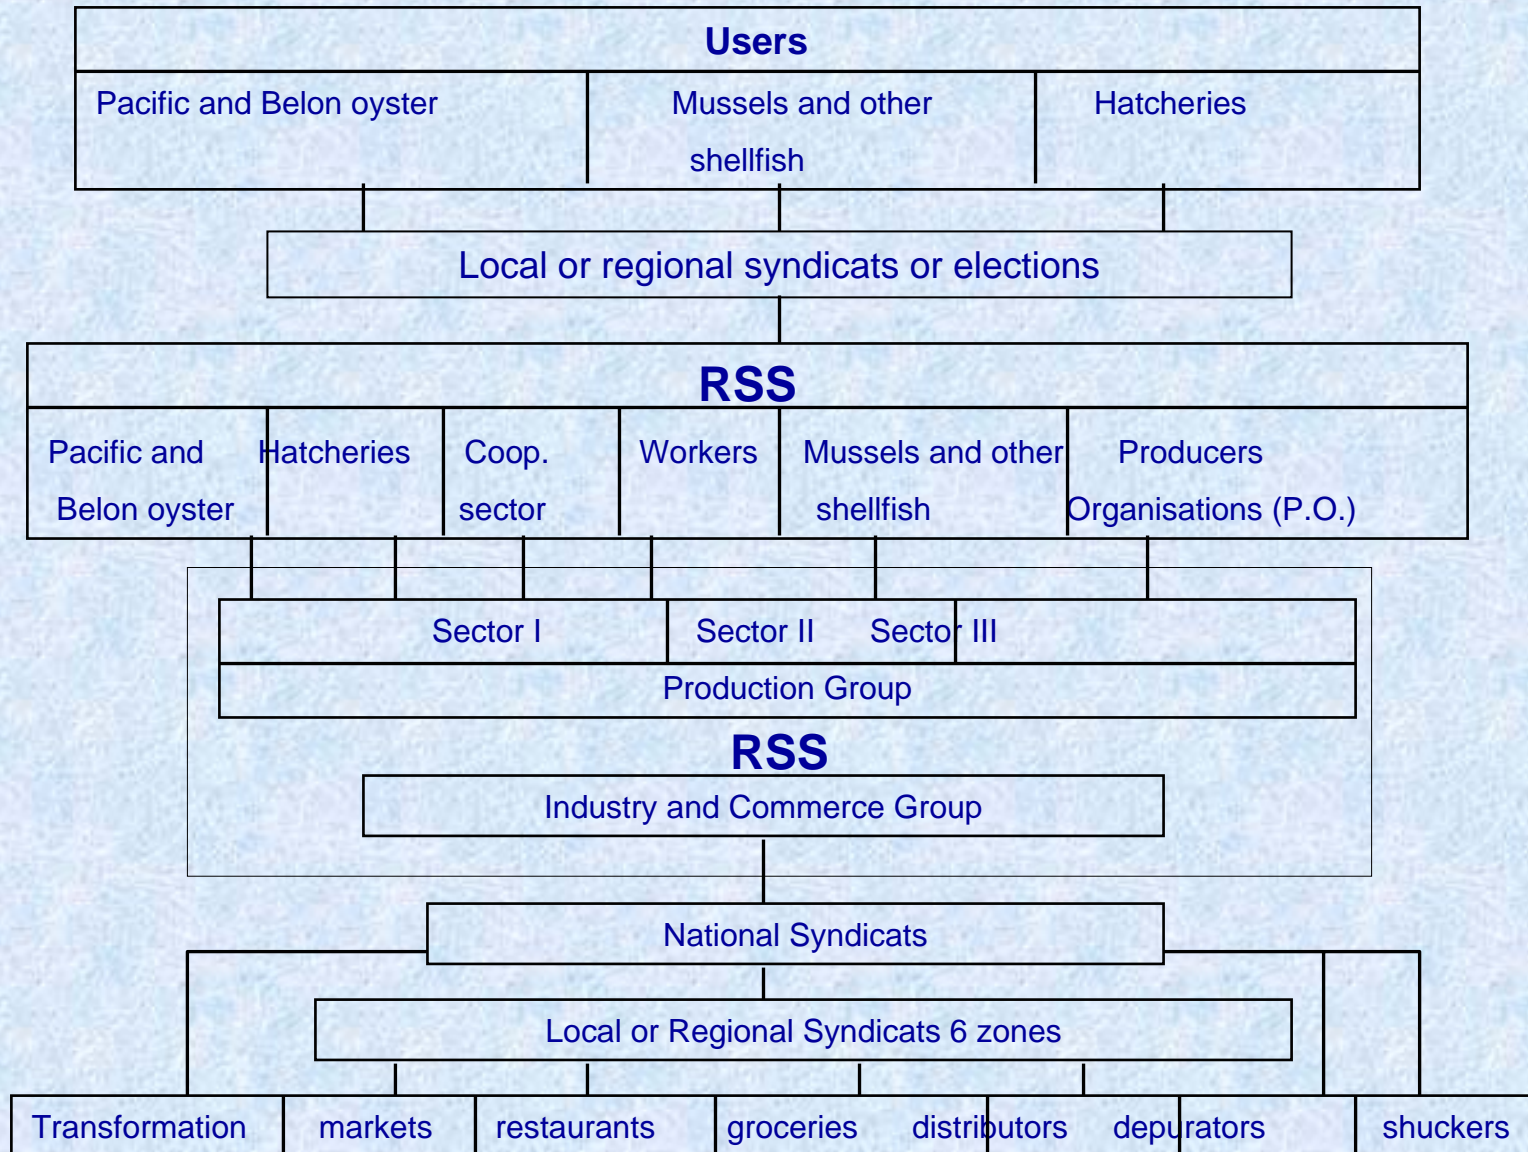 Users
Pacific and Belon oyster
Mussels and other
shellfish
Hatcheries
Local or regional syndicats or elections
RSS
Pacific and
Belon oyster
Hatcheries
Coop.
sector
Workers
Mussels and other
shellfish
Producers
Organisations (P.O.)
Sector I
Sector II
Sector III
Production Group
RSS
Industry and Commerce Group
National Syndicats
Local or Regional Syndicats 6 zones
Transformation
markets
restaurants
groceries
distributors
depurators
shuckers